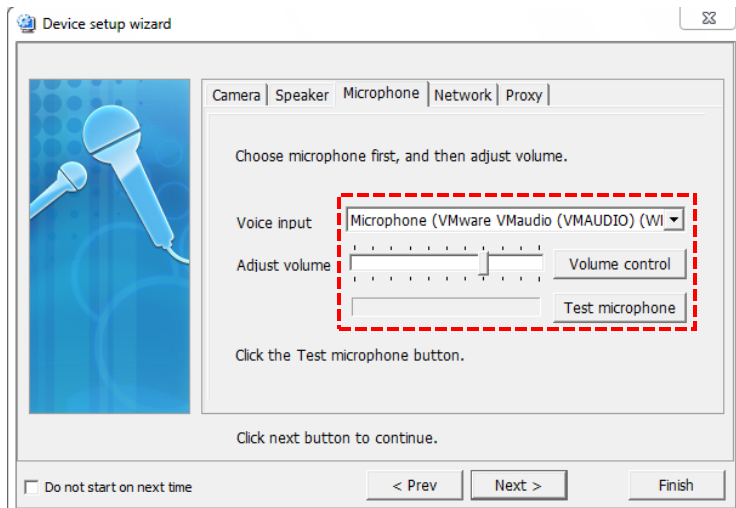 Device setup wizard
Camera Speaker Microphone Network Proxy
Choose microphone first, and then adjust volume.
Voice input Microphone (VMware VMaudio (VMAUDIO) (WI
Adjust volume Volume control
Test microphone
Click the Test microphone button.
Click next button to continue.
Do not start on next time < Prev Next > Finish